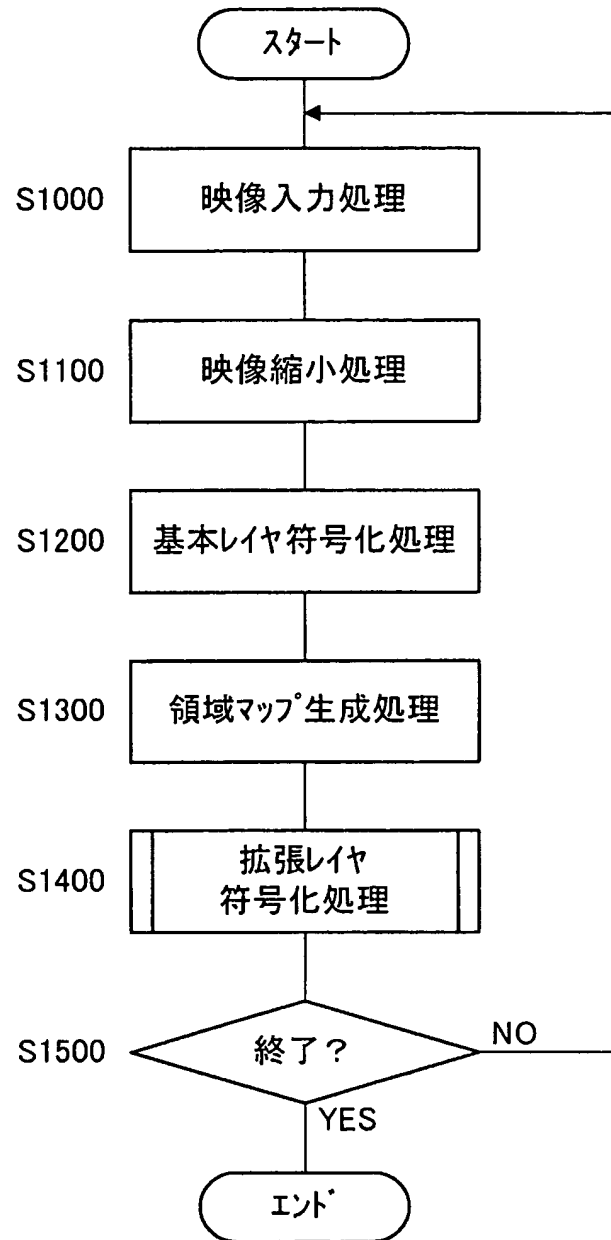 スタート
S1000
映像入力処理
S1100
映像縮小処理
S1200
基本レイヤ符号化処理
S1300
領域マップ生成処理
S1400
拡張レイヤ
符号化処理
S1500
終了?
NO
YES
エンド